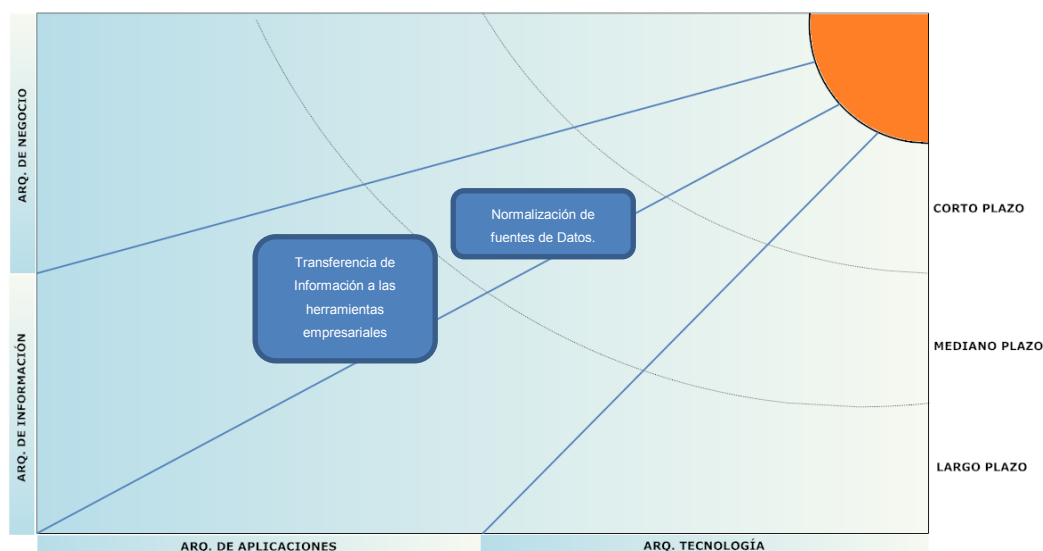 ARQ. DE NEGOCIO
ARQ. DE INFORMACIÓN
Normalización de
fuentes de Datos.
Transferencia de
Información a las
herramientas
empresariales
CORTO PLAZO
MEDIANO PLAZO
LARGO PLAZO
ARQ. DE APLICACIONES
ARQ. TECNOLOGÍA